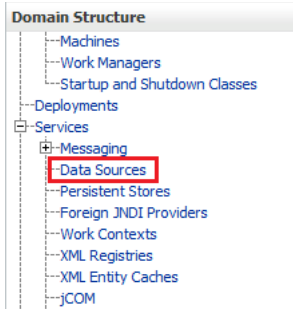 Domain Structure
Machines
Work Managers
Startup and Shutdown Classes
Deployments
Services
Messaging
Data Sources
Persistent Stores
Foreign JNDI Providers
Work Contexts
XML Registries
XML Entity Caches
jCOM